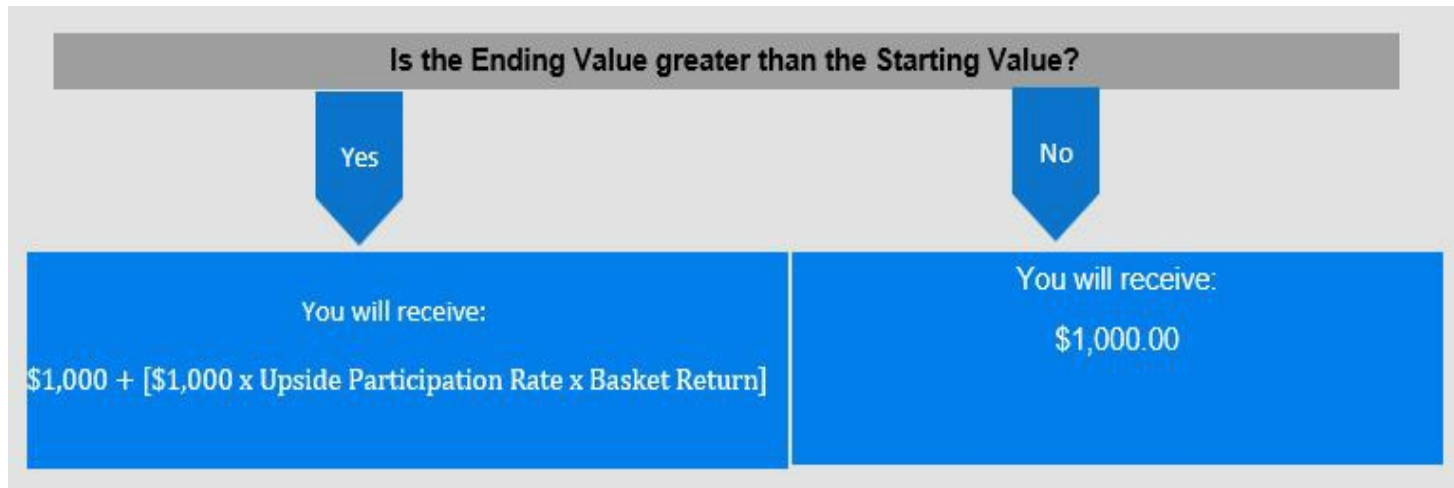 Is the Ending Value greater than the Starting Value?
Yes
No
You will receive:
$1,000 + [$1,000 x Upside Participation Rate x Basket Return]
You will receive:
$1,000.00